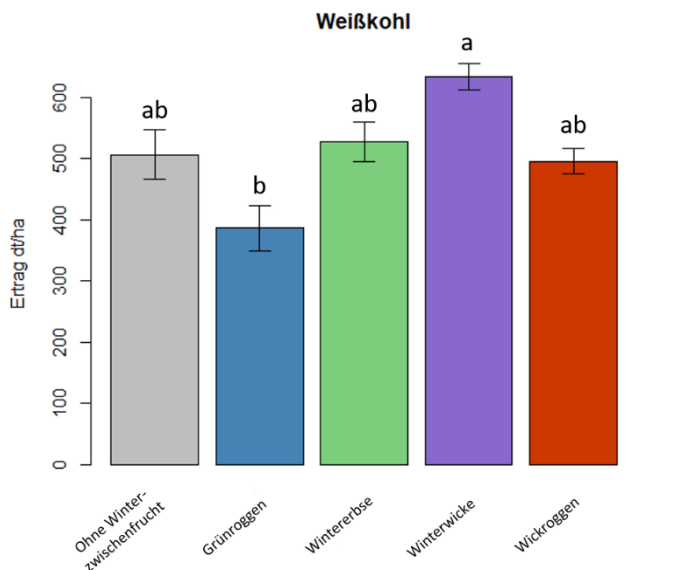 Weißkohl
a
ab
ab
ab
b
Ertrag dt/ha
600
500
400
300
200
100
0
Ohne Winter-
zwischenfrucht
Grünroggen
Wintererbse
Winterwicke
Wickroggen